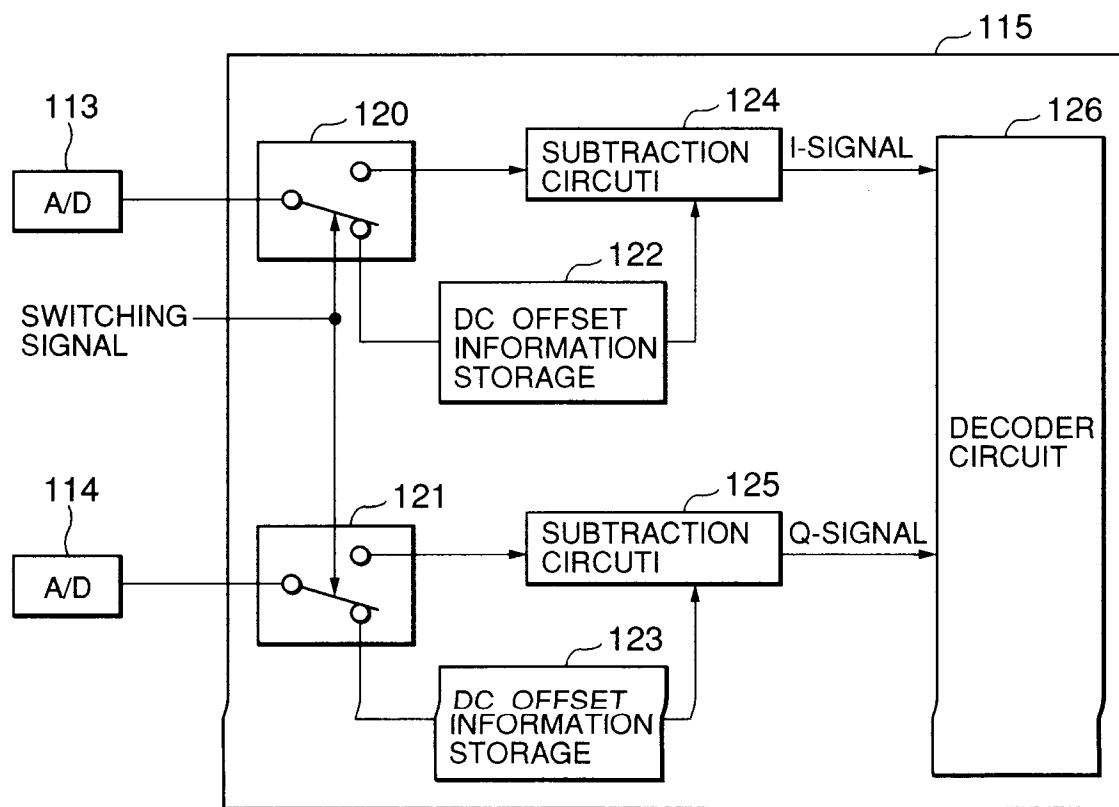 115
113
120
124
126
A/D
SUBTRACTION
CIRCUTI
I-SIGNAL
122
SWITCHING
SIGNAL
DC OFFSET
INFORMATION
STORAGE
DECODER
CIRCUIT
114
121
125
A/D
SUBTRACTION
CIRCUTI
Q-SIGNAL
123
DC OFFSET
INFORMATION
STORAGE